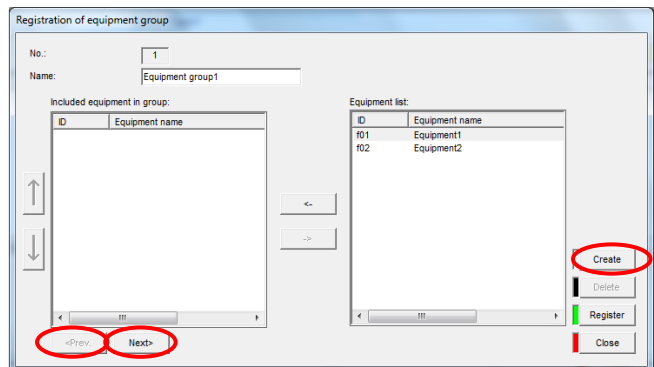 Registration of equipment group
No.: 1
Name: Equipment group1
Included equipment in group:
ID Equipment name
Equipment list:
ID Equipment name
f01 Equipment1
f02 Equipment2
<-
->
Create
Delete
Register
Close
<Prev. Next>